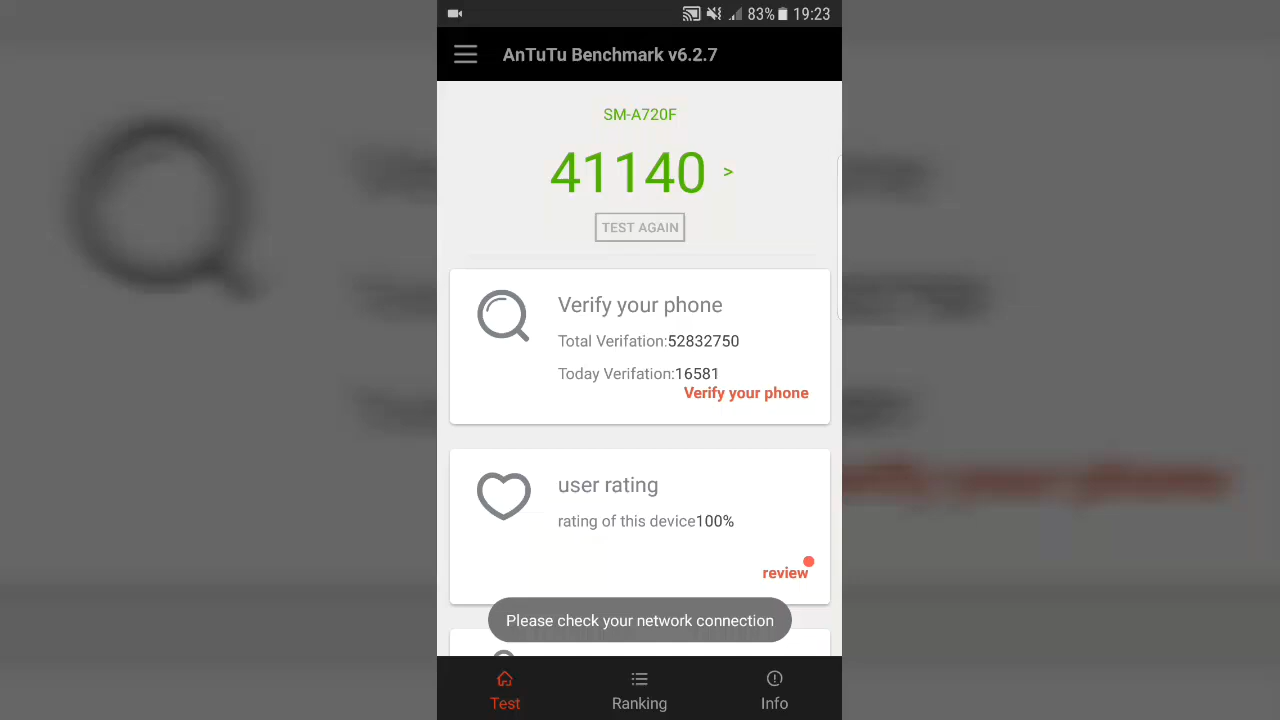 83% 19:23
AnTuTu Benchmark v6.2.7
SM-A720F
41140 >
TEST AGAIN
Verify your phone
Total Verifation:52832750
Today Verifation:16581
Verify your phone
user rating
rating of this device100%
review
Please check your network connection
Test Ranking Info